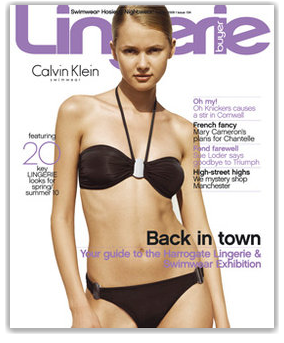 Swimwear Hosiery Nightwear
Lingerie
buyer
Calvin Klein
swimwear
Oh my!
Oh Knickers causes
a stir in Cornwall
French fancy
Mary Cameron's
plans for Chantelle
Fond farewell
Sue Loder says
goodbye to Triumph
High-street highs
We mystery shop
Manchester
featuring
20
key
LINGERIE
looks for
spring/
summer 10
Back in town
Your guide to the Harrogate Lingerie &
Swimwear Exhibition